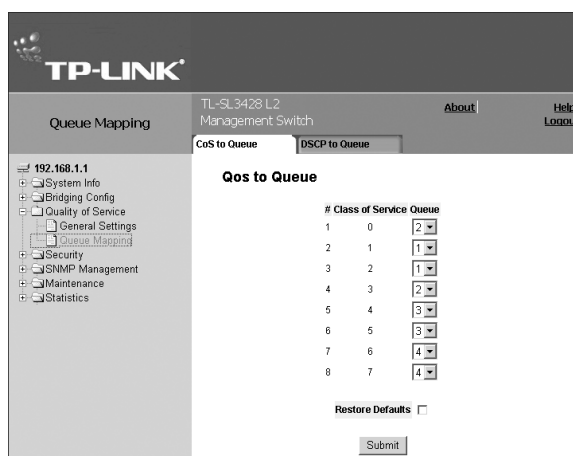 TP-LINK
Queue Mapping
TL-SL3428 L2
Management Switch
About
Help
Logou
CoS to Queue
DSCP to Queue
192.168.1.1
System Info
Bridging Config
Quality of Service
General Settings
Queue Mapping
Security
SNMP Management
Maintenance
Statistics
Qos to Queue
# Class of Service Queue
1 0 2
2 1 1
3 2 1
4 3 2
5 4 3
6 5 3
7 6 4
8 7 4
Restore Defaults
Submit